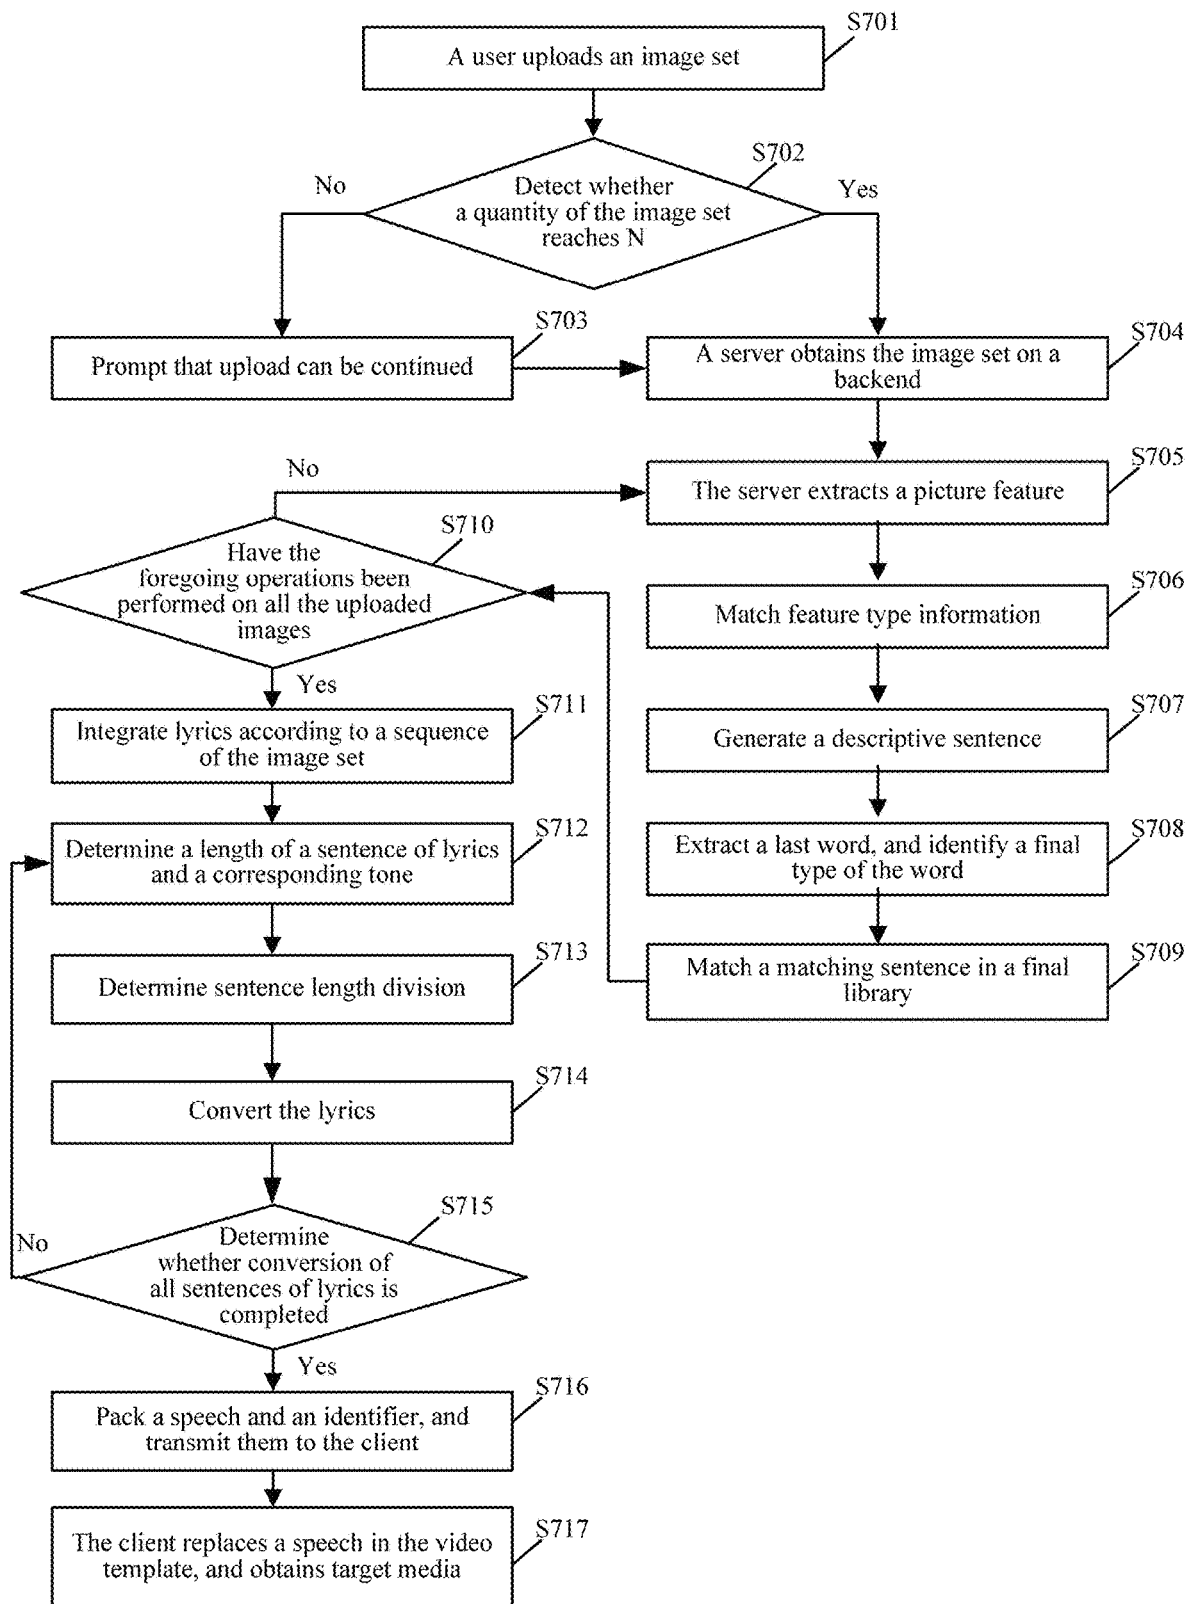 S701
A user uploads an image set
S702
Detect whether
a quantity of the image set
reaches N
No
Yes
S703
Prompt that upload can be continued
S704
A server obtains the image set on a
backend
S705
The server extracts a picture feature
S706
Match feature type information
S707
Generate a descriptive sentence
S708
Extract a last word, and identify a final
type of the word
S709
Match a matching sentence in a final
library
No
S710
Have the
foregoing operations been
performed on all the uploaded
images
Yes
S711
Integrate lyrics according to a sequence
of the image set
S712
Determine a length of a sentence of lyrics
and a corresponding tone
S713
Determine sentence length division
S714
Convert the lyrics
S715
Determine
whether conversion of
all sentences of lyrics is
completed
No
Yes
S716
Pack a speech and an identifier, and
transmit them to the client
S717
The client replaces a speech in the video
template, and obtains target media